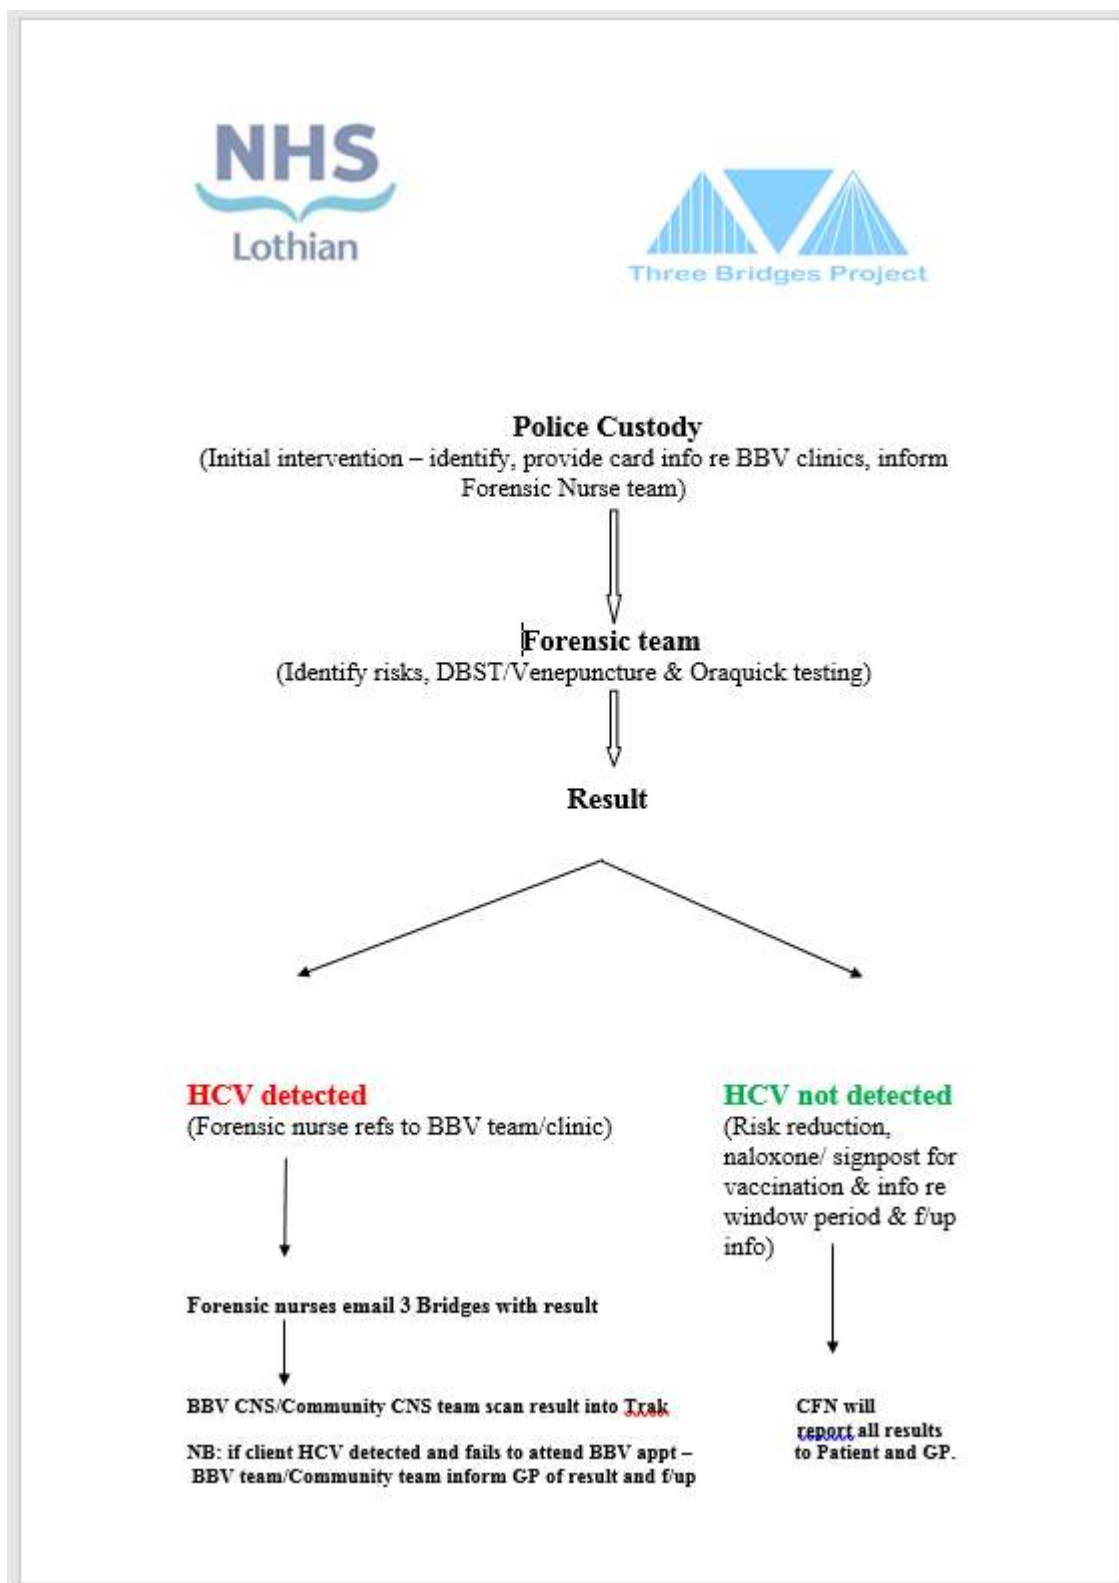 NHS
Lothian
Three Bridges Project
Police Custody
(Initial intervention – identify, provide card info re BBV clinics, inform
Forensic Nurse team)
Forensic team
(Identify risks, DBST/Venepuncture & Oraquick testing)
Result
HCV detected
(Forensic nurse refs to BBV team/clinic)
Forensic nurses email 3 Bridges with result
BBV CNS/Community CNS team scan result into Trak
NB: if client HCV detected and fails to attend BBV appt –
BBV team/Community team inform GP of result and f/up
HCV not detected
(Risk reduction,
naloxone/ signpost for
vaccination & info re
window period & f/up
info)
CFN will
report all results
to Patient and GP.